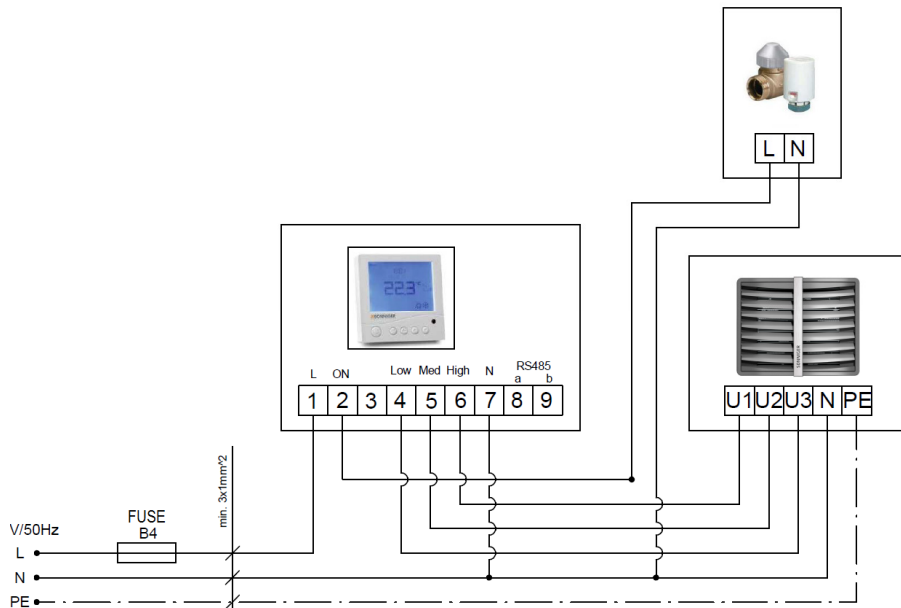 L N
22.3°
L ON Low Med High N RS485
a b
1 2 3 4 5 6 7 8 9
U1 U2 U3 N PE
min. 3x1mm^2
V/50Hz
FUSE
B4
L
N
PE